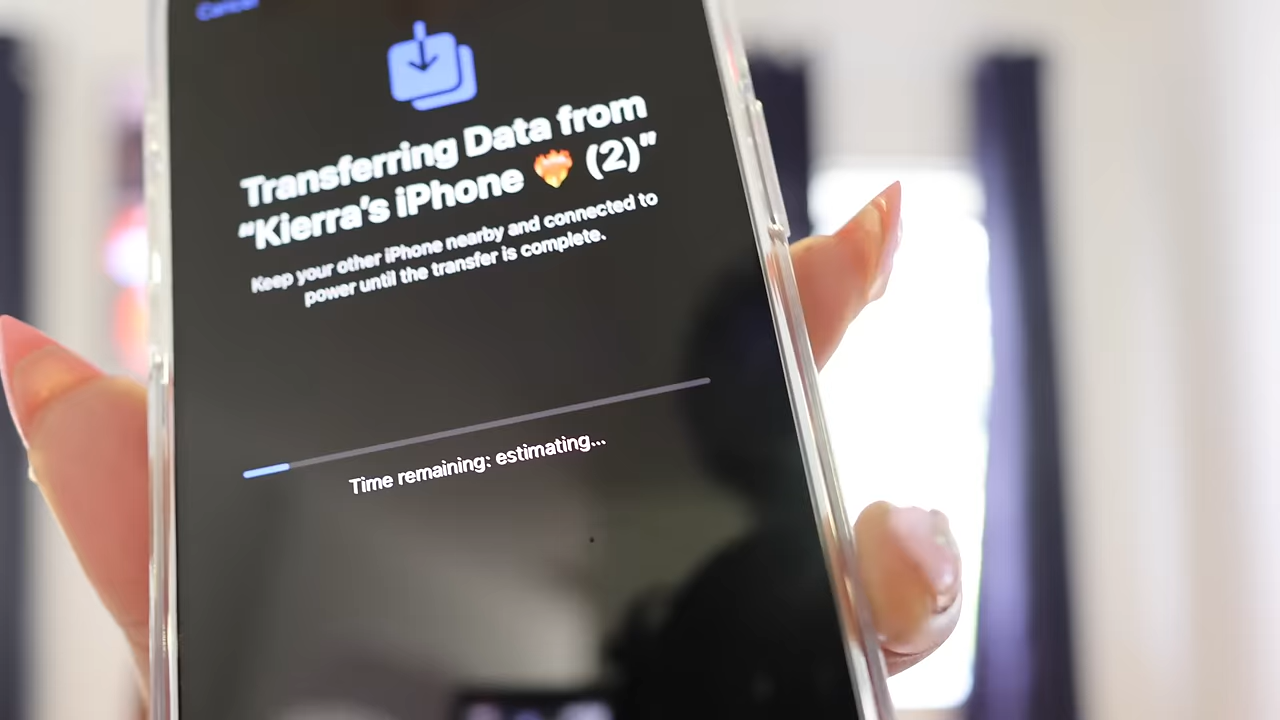 Cancel
Transferring Data from
“Kierra’s iPhone ❤️‍🔥 (2)”
Keep your other iPhone nearby and connected to
power until the transfer is complete.
Time remaining: estimating...